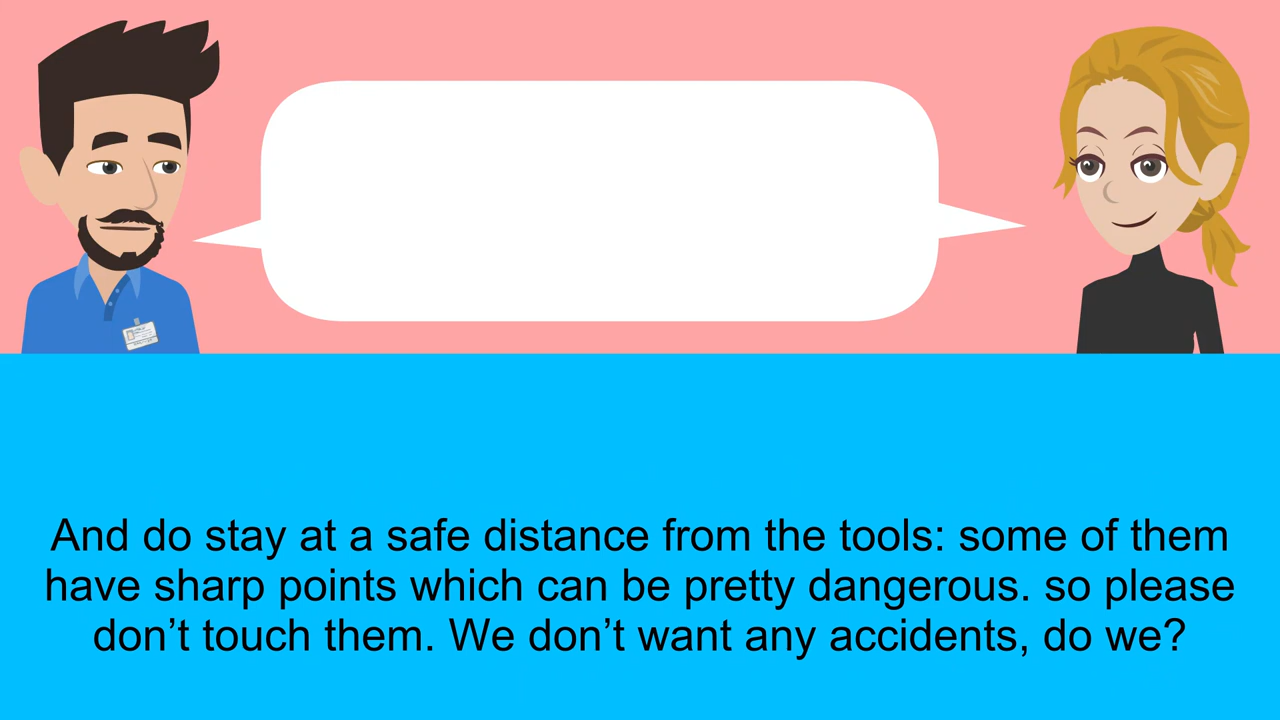 And do stay at a safe distance from the tools: some of them
have sharp points which can be pretty dangerous. so please
don’t touch them. We don’t want any accidents, do we?